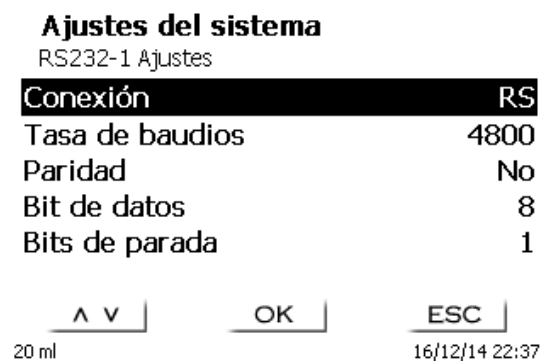 Ajustes del sistema
RS232-1 Ajustes
Conexión RS
Tasa de baudios 4800
Paridad No
Bit de datos 8
Bits de parada 1
∧ ∨ OK ESC
20 ml 16/12/14 22:37